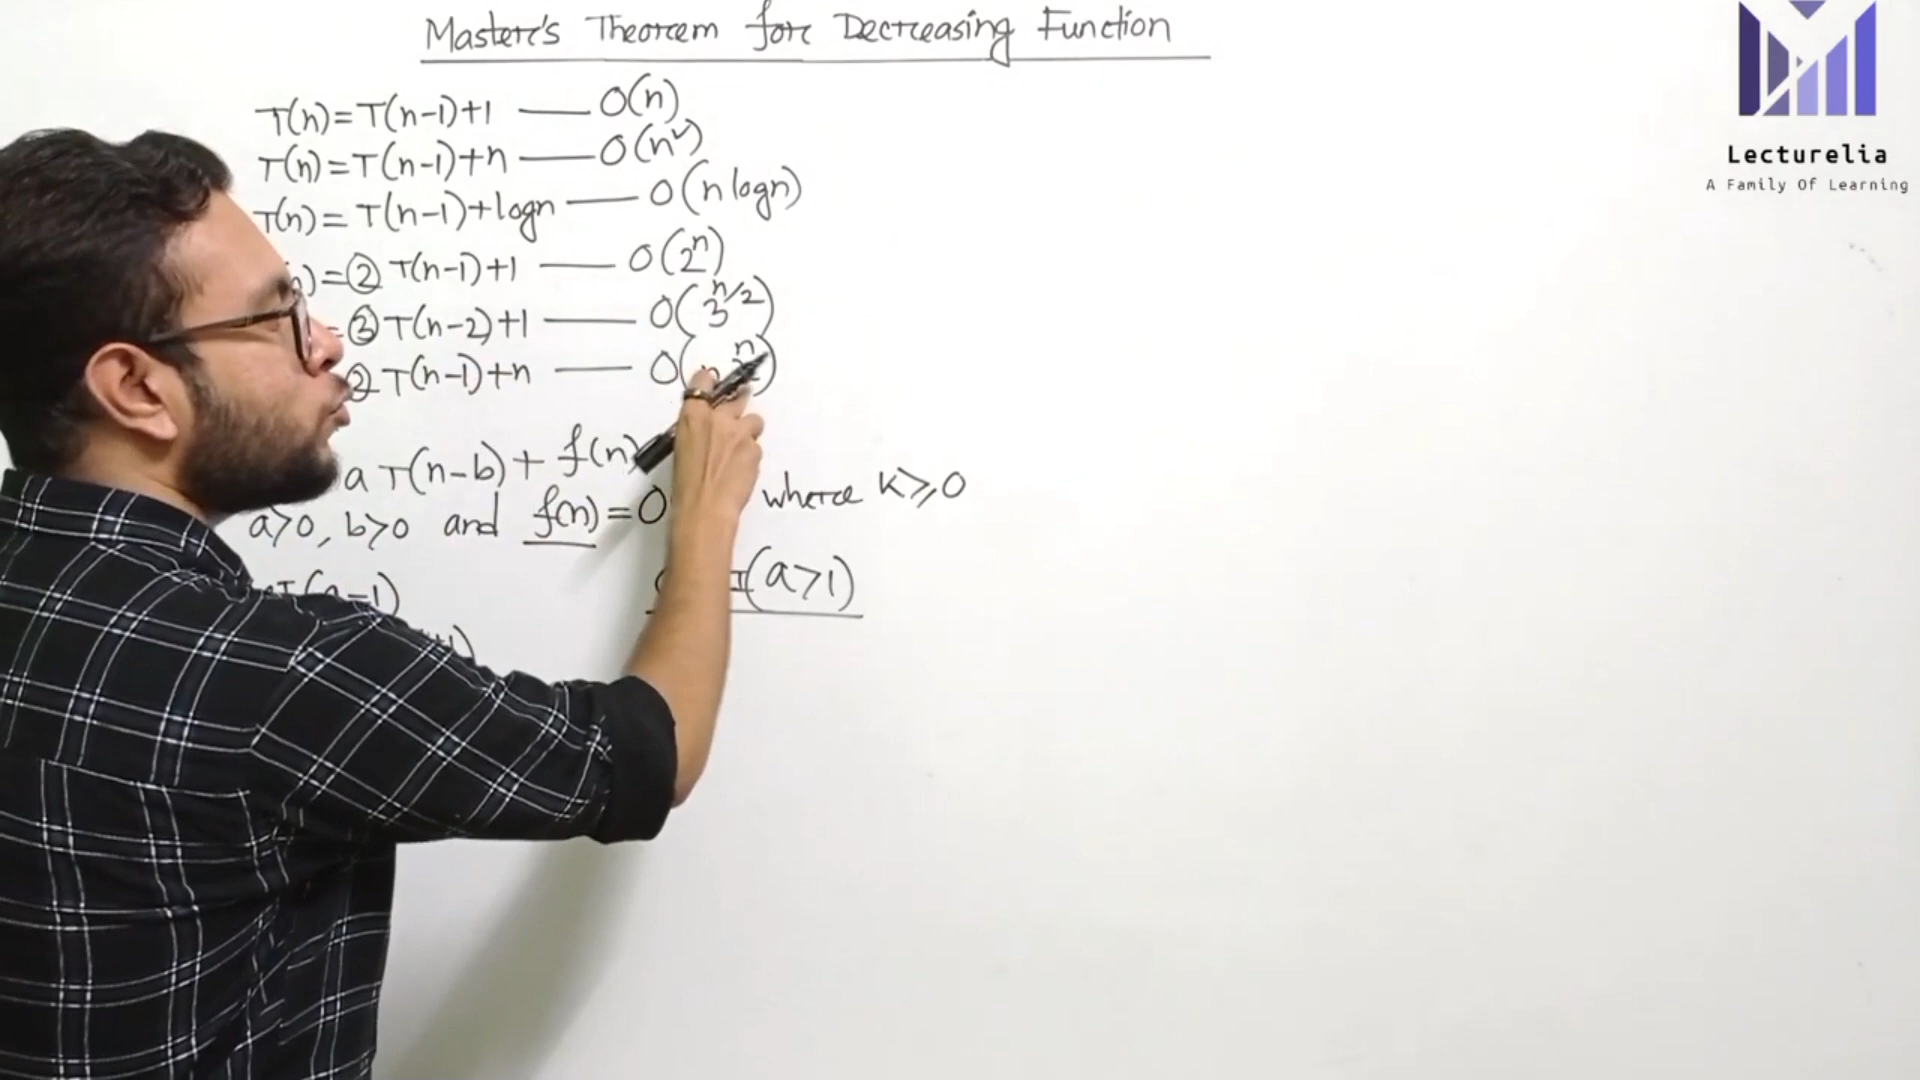 Master's Theorem for Decreasing Function
T(n)=T(n-1)+1 — O(n)
T(n)=T(n-1)+n — O(n²)
T(n)=T(n-1)+logn — O(n logn)
n)=② T(n-1)+1 — O(2ⁿ)
=③ T(n-2)+1 — O(3^n/2)
② T(n-1)+n — O(
a T(n-b)+ f(n)
a>0, b>0 and f(n)=O where k≥0
(a>1)
Lecturelia
A Family Of Learning